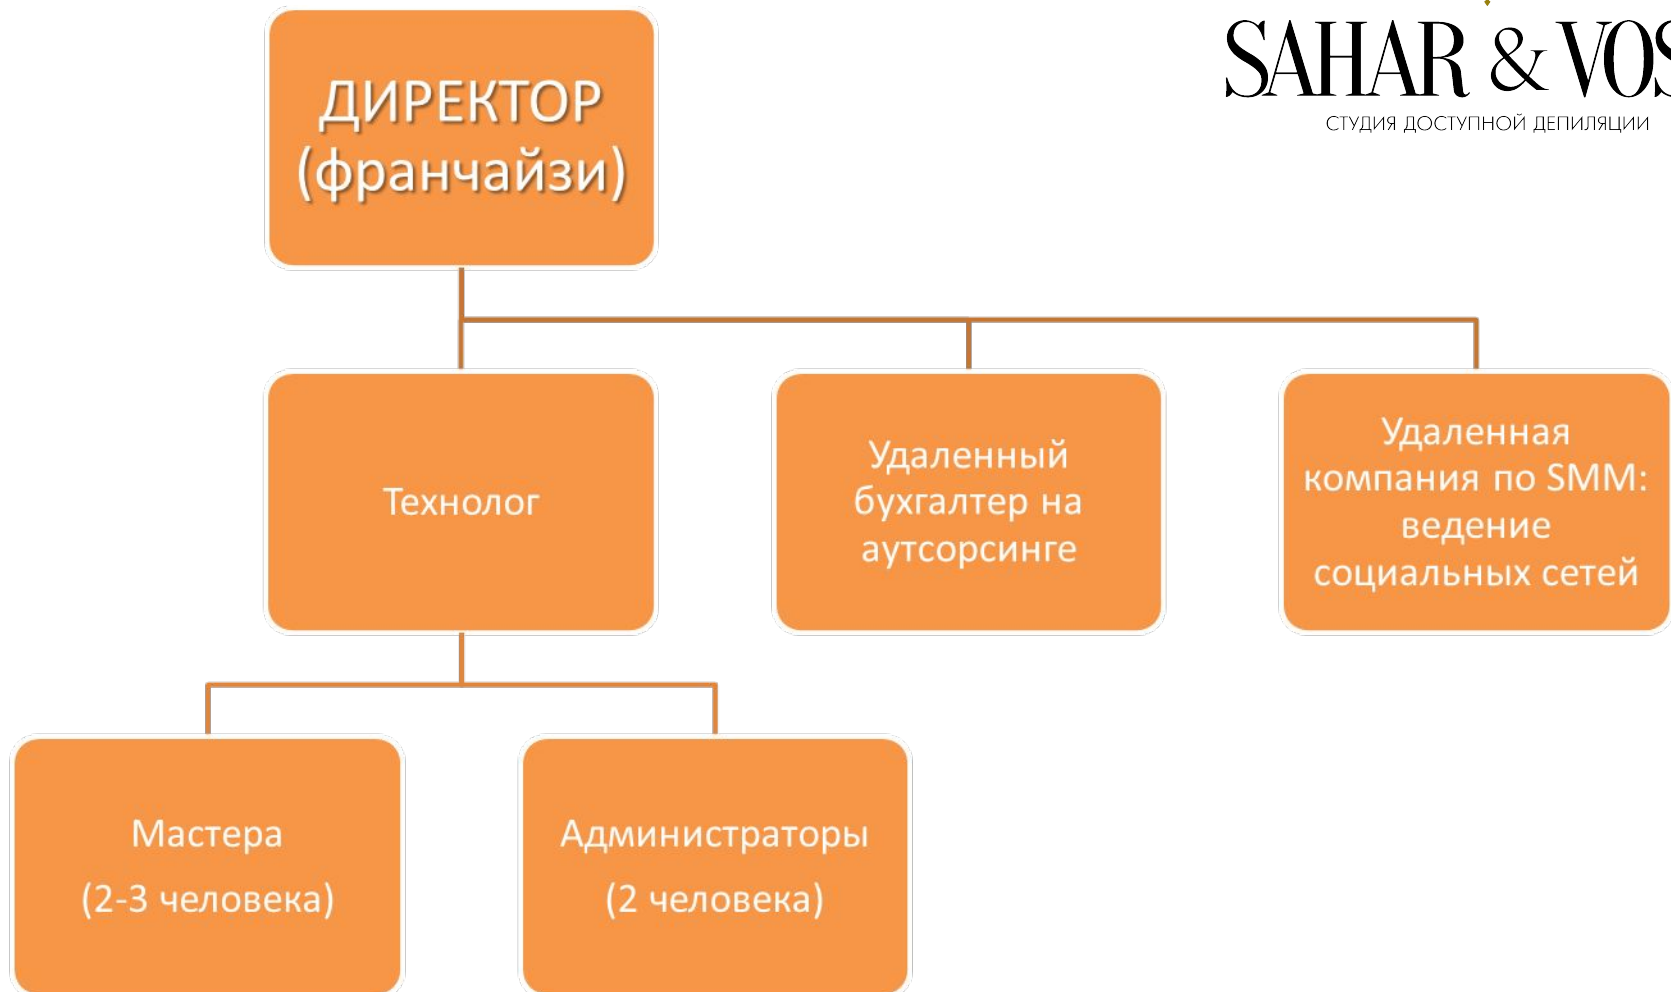 SAHAR & VOS
СТУДИЯ ДОСТУПНОЙ ДЕПИЛЯЦИИ
ДИРЕКТОР
(франчайзи)
Технолог
Удаленный
бухгалтер на
аутсорсинге
Удаленная
компания по SMM:
ведение
социальных сетей
Мастера
(2-3 человека)
Администраторы
(2 человека)